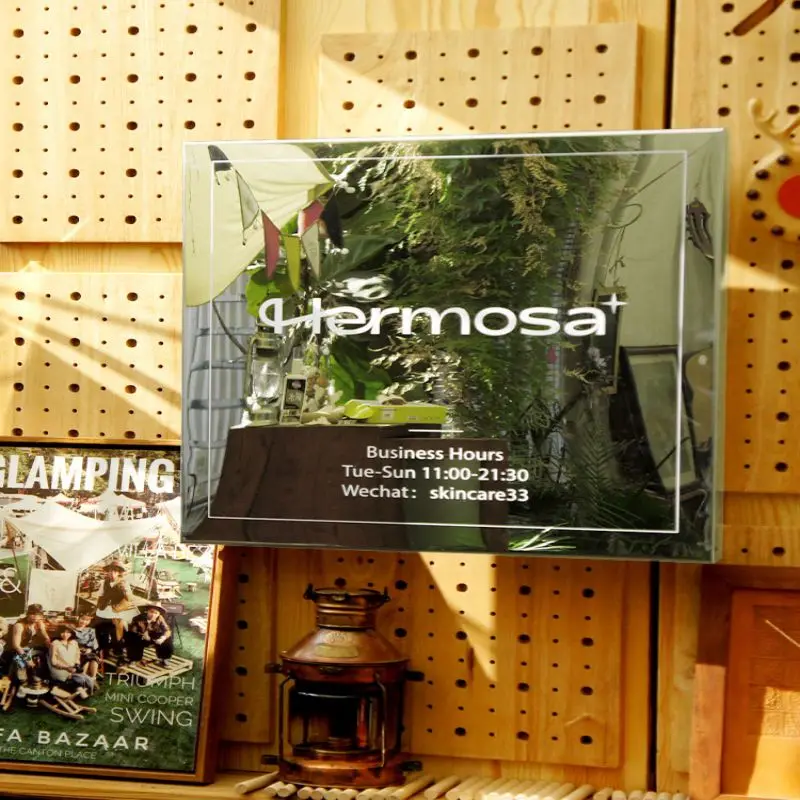 Hermosa
Business Hours
Tue-Sun 11:00-21:30
Wechat: skincare33
GLAMPING
&
TRIUMPH
MINI COOPER
SWING
FA BAZAAR
THE CANTON PLACE